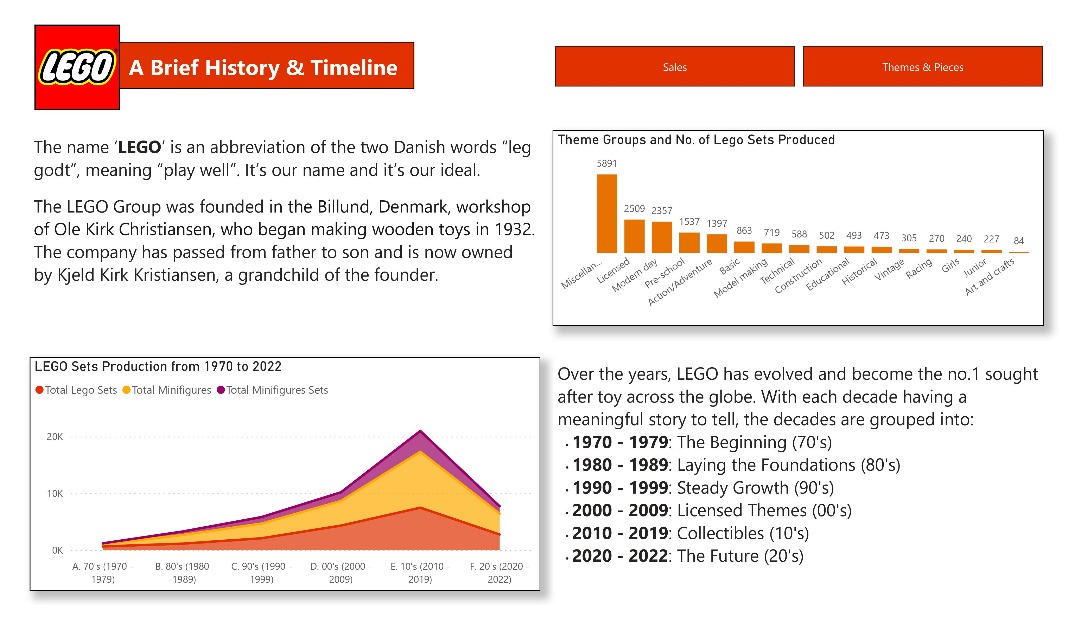 LEGO
A Brief History & Timeline
Sales
Themes & Pieces
The name ‘LEGO’ is an abbreviation of the two Danish words “leg
godt”, meaning “play well”. It’s our name and it’s our ideal.
The LEGO Group was founded in the Billund, Denmark, workshop
of Ole Kirk Christiansen, who began making wooden toys in 1932.
The company has passed from father to son and is now owned
by Kjeld Kirk Kristiansen, a grandchild of the founder.
Theme Groups and No. of Lego Sets Produced
5891
2509
2357
1537
1397
863
719
588
502
493
473
305
270
240
227
84
Miscellan...
Licensed
Modern day
Pre-school
Action/Adventure
Basic
Model making
Technical
Construction
Educational
Historical
Vintage
Racing
Girls
Junior
Art and crafts
LEGO Sets Production from 1970 to 2022
Total Lego Sets
Total Minifigures
Total Minifigures Sets
20K
10K
0K
A. 70's (1970 -
1979)
B. 80's (1980
1989)
C. 90's (1990 -
1999)
D. 00's (2000 -
2009)
E. 10's (2010 -
2019)
F. 20's (2020 -
2022)
Over the years, LEGO has evolved and become the no.1 sought
after toy across the globe. With each decade having a
meaningful story to tell, the decades are grouped into:
• 1970 - 1979: The Beginning (70's)
• 1980 - 1989: Laying the Foundations (80's)
• 1990 - 1999: Steady Growth (90's)
• 2000 - 2009: Licensed Themes (00's)
• 2010 - 2019: Collectibles (10's)
• 2020 - 2022: The Future (20's)